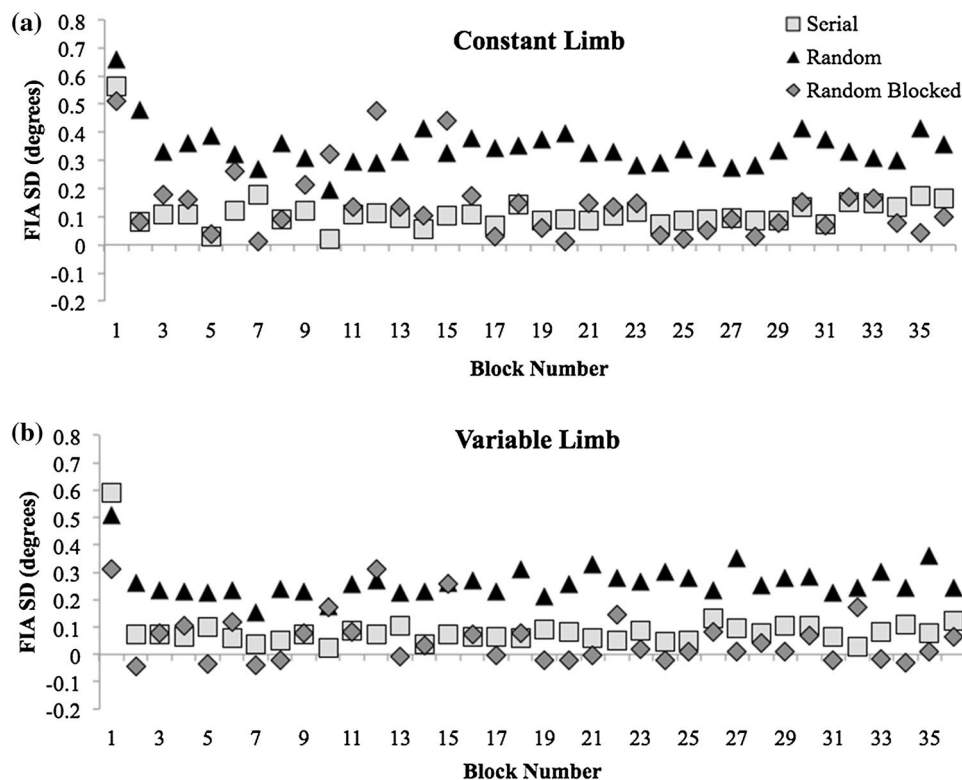 (a)
Constant Limb
Serial
Random
Random Blocked
FIA SD (degrees)
0.8
0.7
0.6
0.5
0.4
0.3
0.2
0.1
0
-0.1
-0.2
1 3 5 7 9 11 13 15 17 19 21 23 25 27 29 31 33 35
Block Number
(b)
Variable Limb
FIA SD (degrees)
0.8
0.7
0.6
0.5
0.4
0.3
0.2
0.1
0
-0.1
-0.2
1 3 5 7 9 11 13 15 17 19 21 23 25 27 29 31 33 35
Block Number